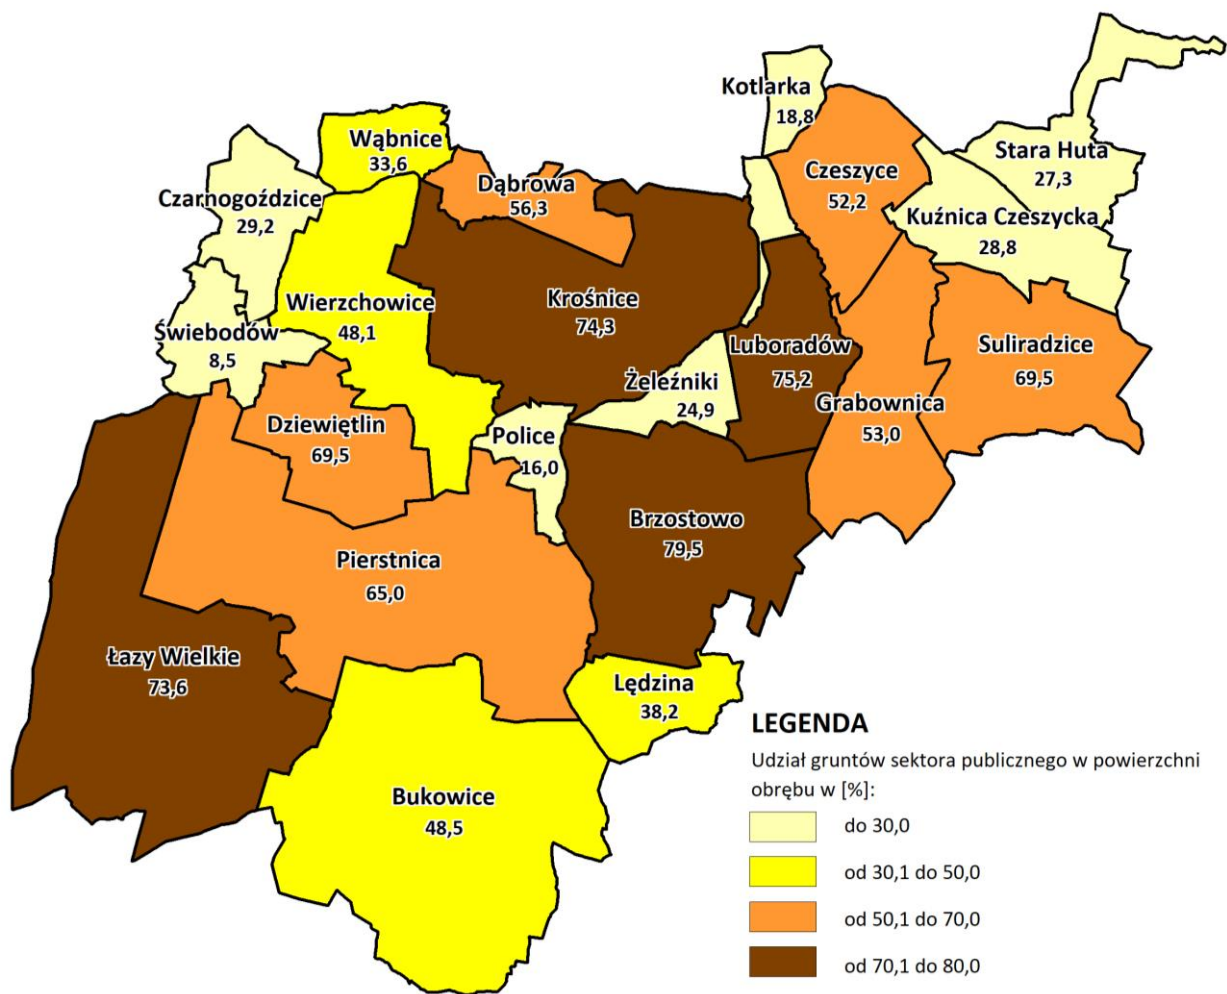 Kotlarka
18,8
Wąbnice
33,6
Stara Huta
27,3
Czeszyce
52,2
Dąbrowa
56,3
Czarnogoździce
29,2
Kuźnica Czeszycka
28,8
Krośnice
74,3
Wierzchowice
48,1
Świebodów
8,5
Luboradów
75,2
Suliradzice
69,5
Żeleźniki
24,9
Grabownica
53,0
Dziewiętlin
69,5
Police
16,0
Brzostowo
79,5
Pierstnica
65,0
Łazy Wielkie
73,6
Lędzina
38,2
Bukowice
48,5
LEGENDA
Udział gruntów sektora publicznego w powierzchni
obrębu w [%]:
do 30,0
od 30,1 do 50,0
od 50,1 do 70,0
od 70,1 do 80,0